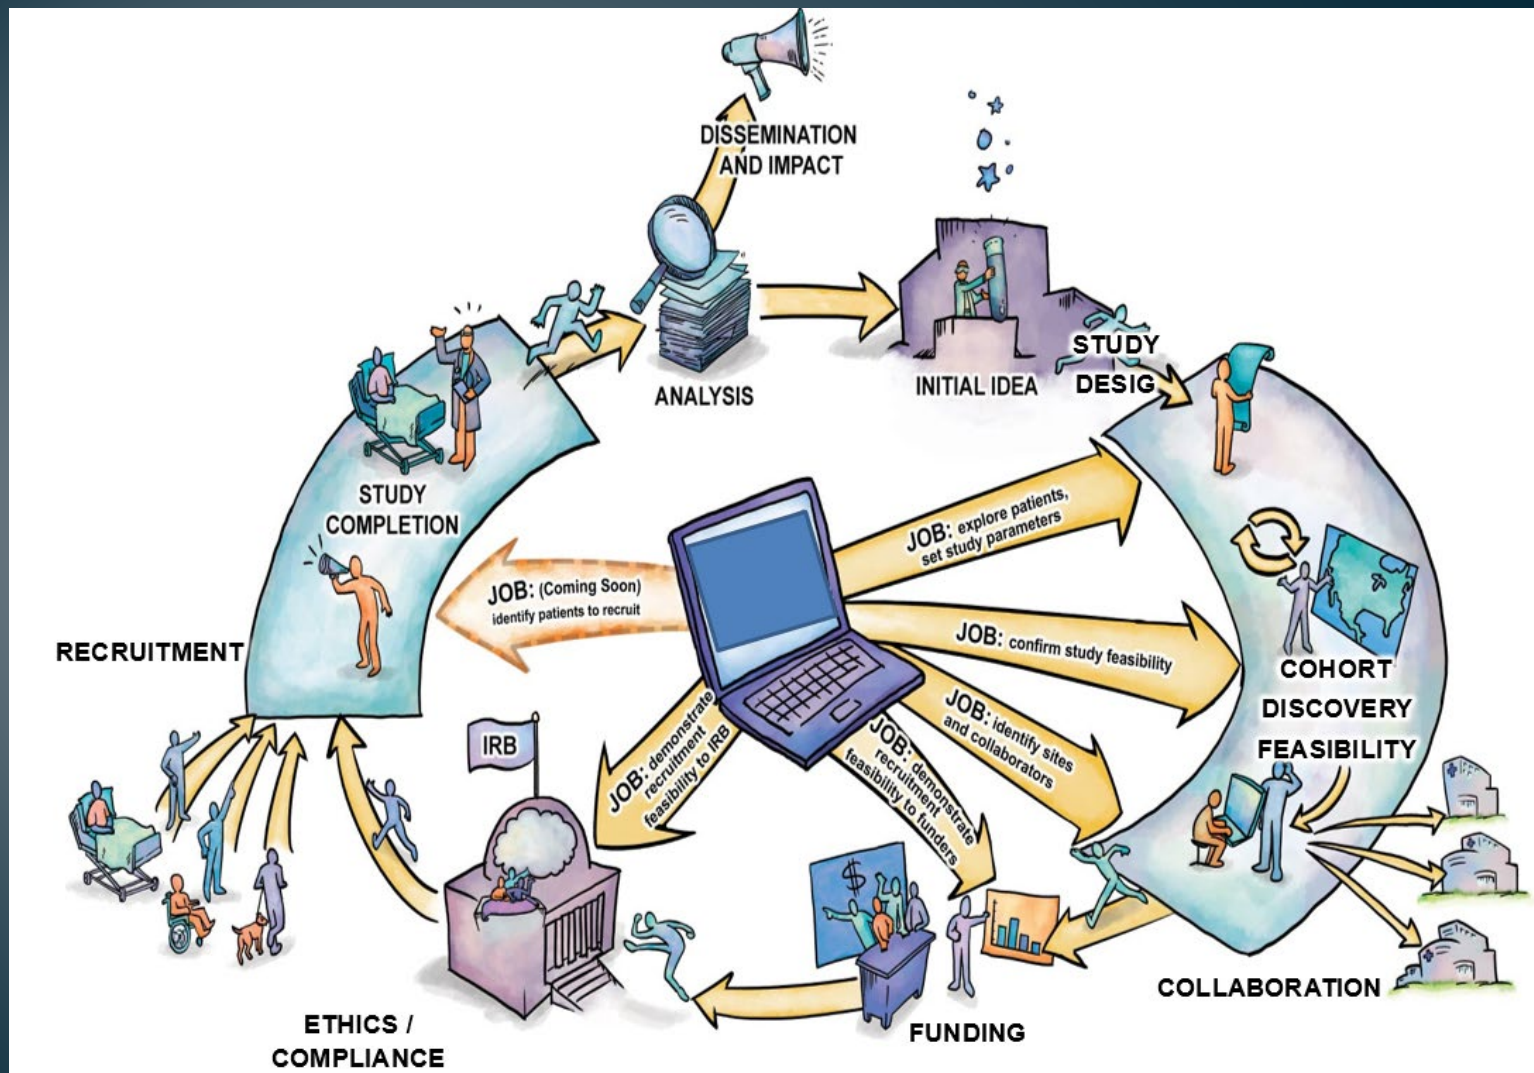 DISSEMINATION
AND IMPACT
ANALYSIS
INITIAL IDEA
STUDY
DESIG
STUDY
COMPLETION
JOB: explore patients,
set study parameters
JOB: (Coming Soon)
identify patients to recruit
JOB: confirm study feasibility
RECRUITMENT
COHORT
DISCOVERY
FEASIBILITY
JOB: identify sites
and collaborators
JOB: demonstrate
recruitment
feasibility to IRB
JOB: demonstrate
recruitment
feasibility to funders
IRB
$
COLLABORATION
FUNDING
ETHICS /
COMPLIANCE